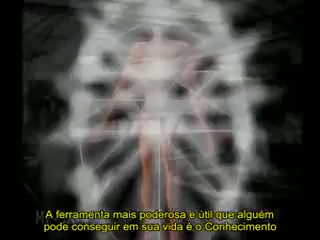 A ferramenta mais poderosa e útil que alguém
pode conseguir em sua vida é o Conhecimento